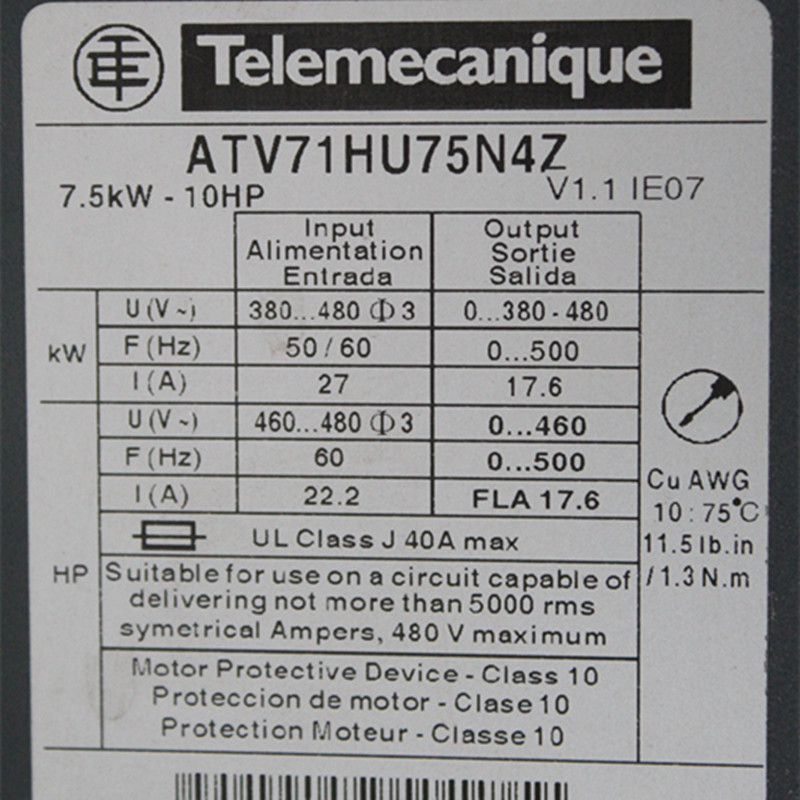 Telemecanique
ATV71HU75N4Z
7.5kW - 10HP
V1.1 IE07
Input
Alimentation
Entrada
Output
Sortie
Salida
kW
U (V ~) 380...480 Φ 3 0...380 - 480
F (Hz) 50 / 60 0...500
I (A) 27 17.6
U (V ~) 460...480 Φ 3 0...460
F (Hz) 60 0...500
I (A) 22.2 FLA 17.6
UL Class J 40A max
HP
Suitable for use on a circuit capable of
delivering not more than 5000 rms
symetrical Ampers, 480 V maximum
Motor Protective Device - Class 10
Proteccion de motor - Clase 10
Protection Moteur - Classe 10
Cu AWG
10 : 75°C
11.5 lb.in
/ 1.3 N.m